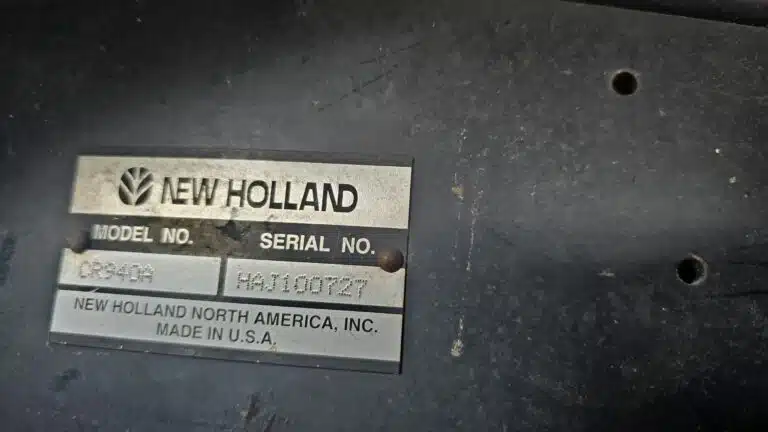 NEW HOLLAND
MODEL NO. SERIAL NO.
CR940A HAJ100727
NEW HOLLAND NORTH AMERICA, INC.
MADE IN U.S.A.